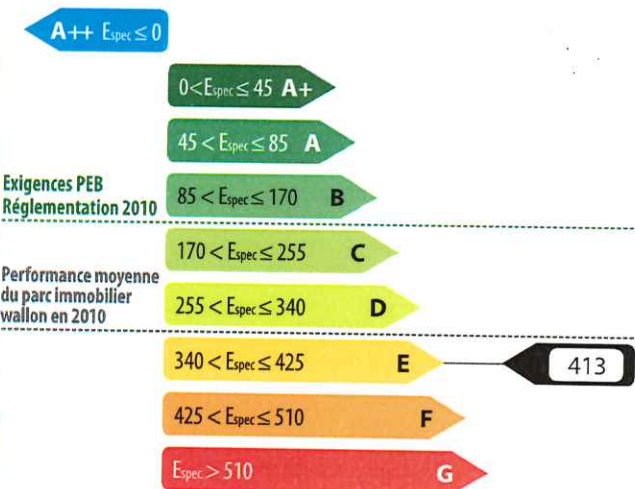 A++ Espec ≤ 0
0 < Espec ≤ 45 A+
45 < Espec ≤ 85 A
Exigences PEB
Réglementation 2010
85 < Espec ≤ 170 B
170 < Espec ≤ 255 C
Performance moyenne
du parc immobilier
wallon en 2010
255 < Espec ≤ 340 D
340 < Espec ≤ 425 E
413
425 < Espec ≤ 510 F
Espec > 510 G